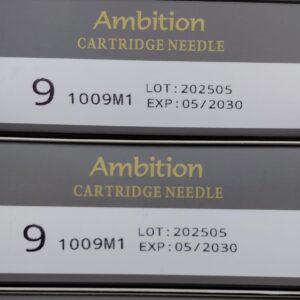 Ambition
CARTRIDGE NEEDLE
9 1009M1 LOT:202505
EXP:05/2030
Ambition
CARTRIDGE NEEDLE
9 1009M1 LOT:202505
EXP:05/2030